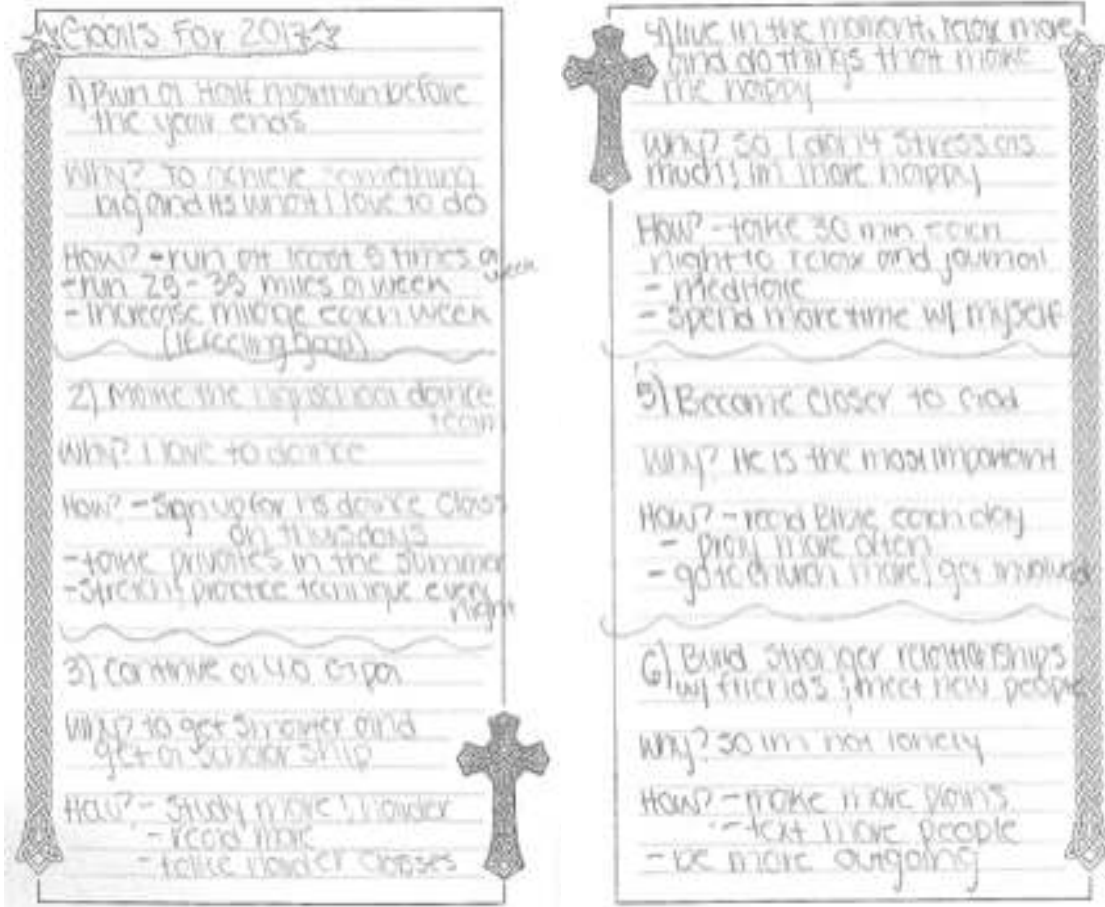 Goals For 2017
1) Run a Half marthon before
the year ends
Why? To achieve something
big and its what I love to do
How? - run at least 5 times a week
- run 25-35 miles a week
- Increase milage each week
(if feeling good)
2) Make the highschool dance team
Why? I love to dance
How? - Sign up for HS dance class
on Thursdays
- take privates in the summer
- stretch & practice technique every night
3) Continue a 4.0 Gpa
Why? to get smarter and
get a scholarship
How? - Study more & harder
- read more
- take harder classes
4) live in the moment, relax more
and do things that make
me happy
Why? So I don't stress as
much & im more happy
How? - take 30 min each
night to relax and journal
- meditate
- spend more time w/ myself
5) Become closer to God
Why? He is the most important
How? - read Bible each day
- pray more often
- go to church more & get involved
6) Build stronger relationships
w/ friends & meet new people
Why? so im not lonely
How? - make more plans
- text more people
- be more outgoing